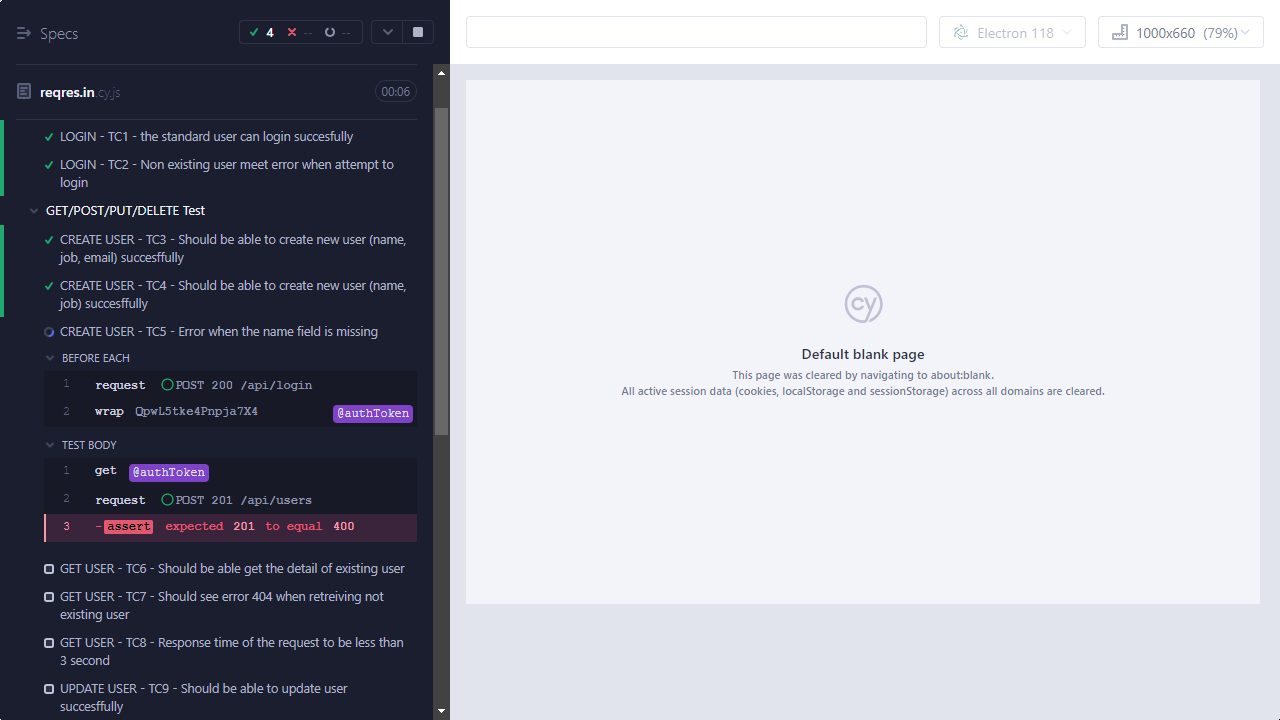 Specs
4 -- --
Electron 118
1000x660 (79%)
reqres.in.cy.js
00:06
LOGIN - TC1 - the standard user can login succesfully
LOGIN - TC2 - Non existing user meet error when attempt to
login
GET/POST/PUT/DELETE Test
CREATE USER - TC3 - Should be able to create new user (name,
job, email) succesffully
CREATE USER - TC4 - Should be able to create new user (name,
job) succesffully
CREATE USER - TC5 - Error when the name field is missing
BEFORE EACH
1 request POST 200 /api/login
2 wrap QpwL5tke4Pnpja7X4 @authToken
TEST BODY
1 get @authToken
2 request POST 201 /api/users
3 -assert expected 201 to equal 400
GET USER - TC6 - Should be able get the detail of existing user
GET USER - TC7 - Should see error 404 when retreiving not
existing user
GET USER - TC8 - Response time of the request to be less than
3 second
UPDATE USER - TC9 - Should be able to update user
succesffully
cy
Default blank page
This page was cleared by navigating to about:blank.
All active session data (cookies, localStorage and sessionStorage) across all domains are cleared.